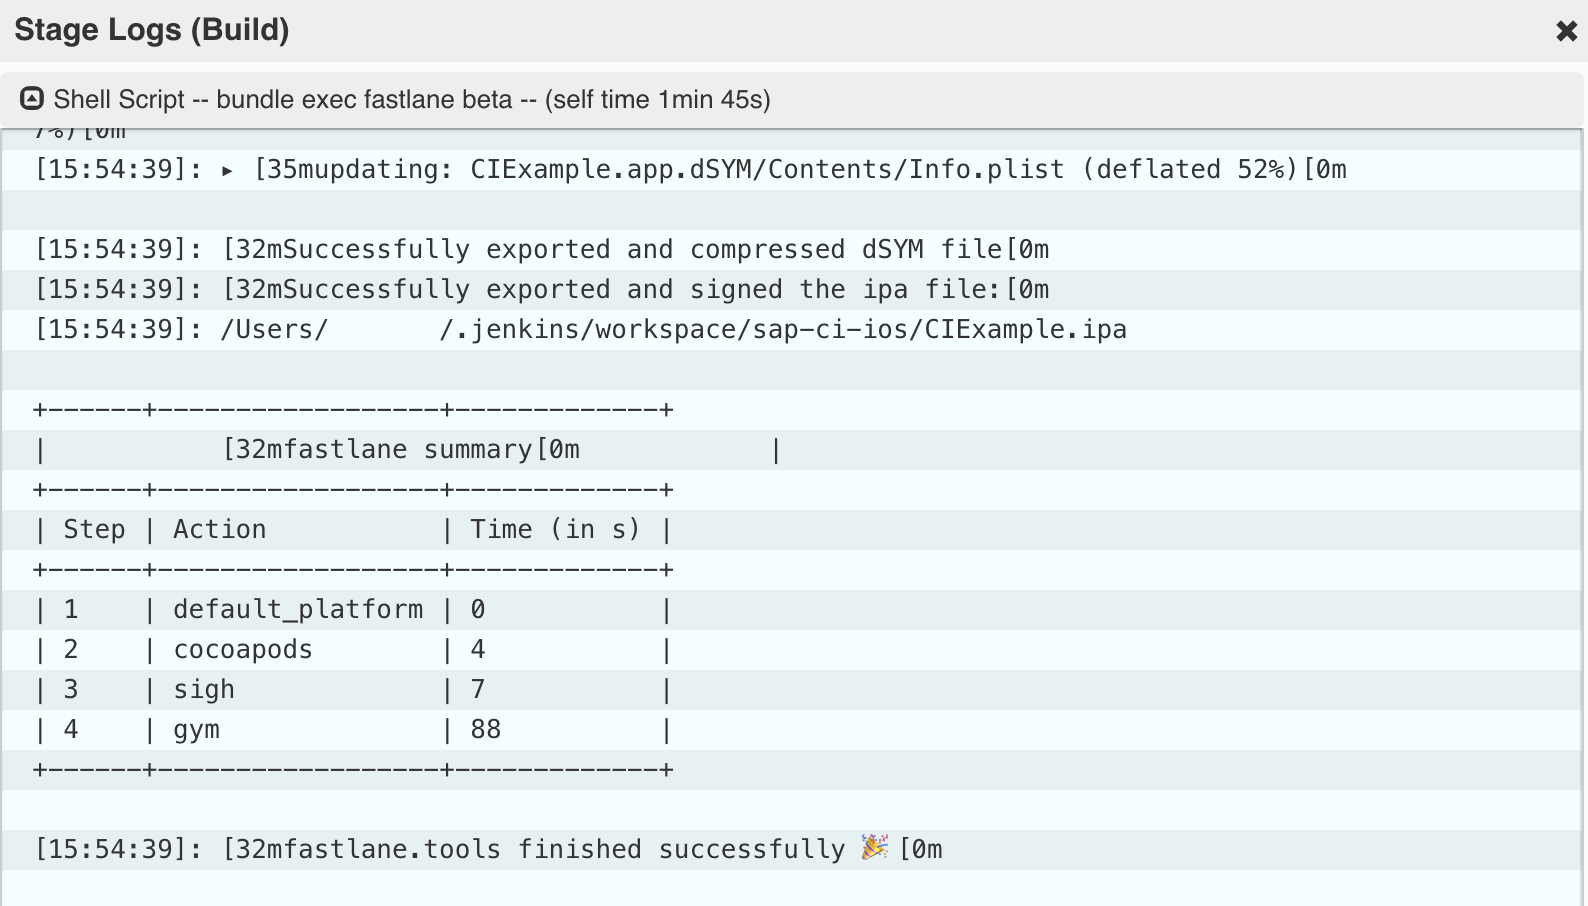 Stage Logs (Build)
Shell Script -- bundle exec fastlane beta -- (self time 1min 45s)
7%)[0m
[15:54:39]: ▸ [35mupdating: CIExample.app.dSYM/Contents/Info.plist (deflated 52%)[0m
[15:54:39]: [32mSuccessfully exported and compressed dSYM file[0m
[15:54:39]: [32mSuccessfully exported and signed the ipa file:[0m
[15:54:39]: /Users/       /.jenkins/workspace/sap-ci-ios/CIExample.ipa
+------+------------------+-------------+
|           [32mfastlane summary[0m            |
+------+------------------+-------------+
| Step | Action           | Time (in s) |
+------+------------------+-------------+
| 1    | default_platform | 0           |
| 2    | cocoapods        | 4           |
| 3    | sigh             | 7           |
| 4    | gym              | 88          |
+------+------------------+-------------+
[15:54:39]: [32mfastlane.tools finished successfully 🎉 [0m